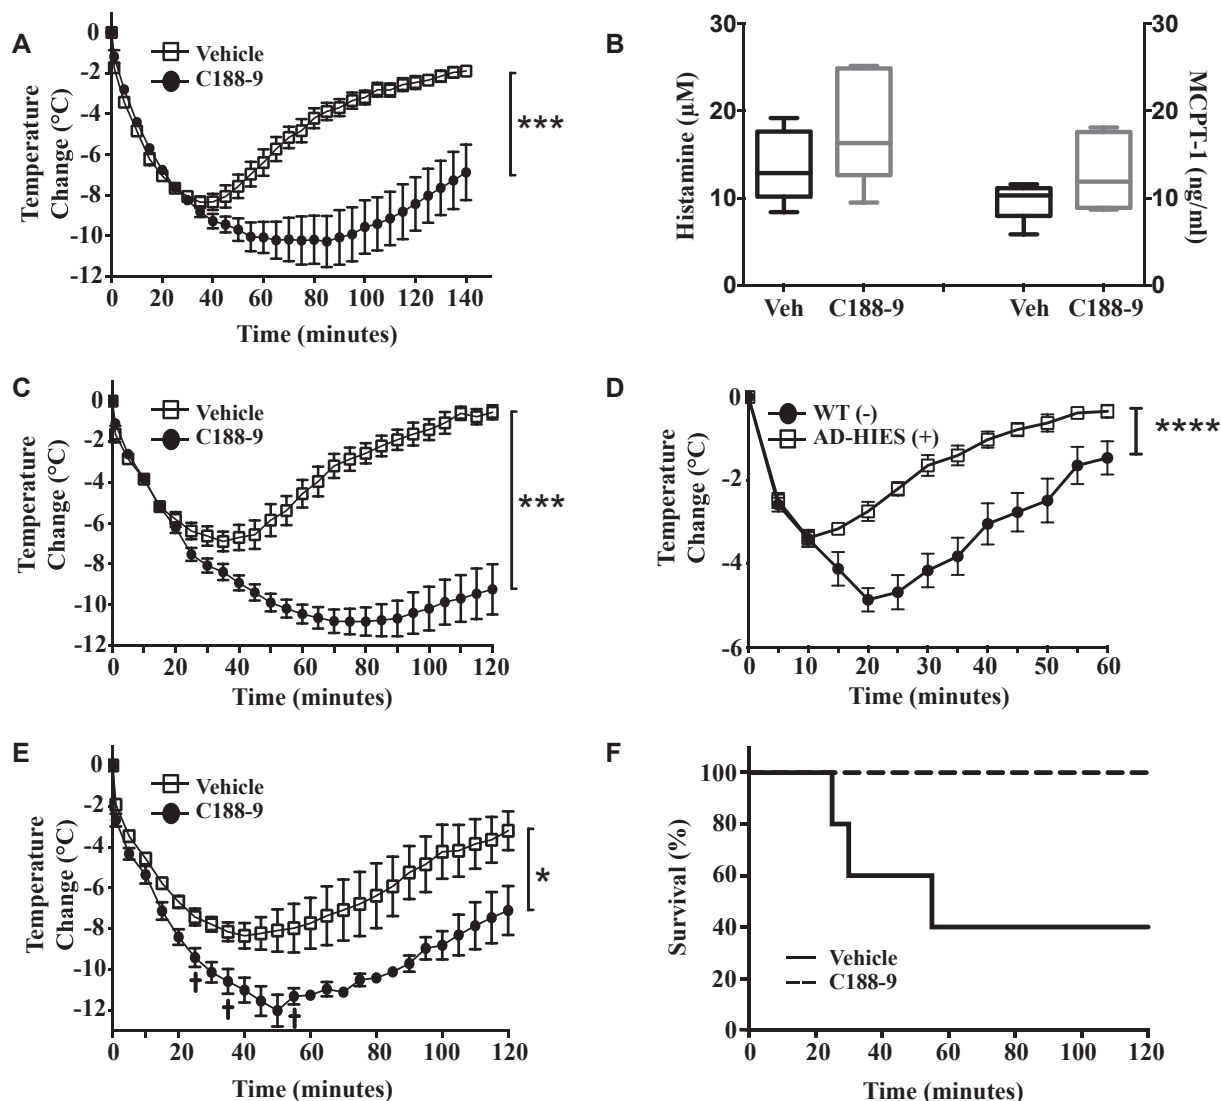 A
0
-2
-4
-6
-8
-10
-12
Temperature
Change (°C)
Vehicle
C188-9
***
0 20 40 60 80 100 120 140
Time (minutes)
B
30
20
10
0
Histamine (µM)
30
20
10
0
MCPT-1 (ng/ml)
Veh C188-9 Veh C188-9
C
0
-2
-4
-6
-8
-10
-12
Temperature
Change (°C)
Vehicle
C188-9
***
0 20 40 60 80 100 120
Time (minutes)
D
0
-2
-4
-6
Temperature
Change (°C)
WT (-)
AD-HIES (+)
****
0 10 20 30 40 50 60
Time (minutes)
E
0
-2
-4
-6
-8
-10
-12
Temperature
Change (°C)
Vehicle
C188-9
*
† † †
0 20 40 60 80 100 120
Time (minutes)
F
100
80
60
40
20
0
Survival (%)
Vehicle
C188-9
0 20 40 60 80 100 120
Time (minutes)